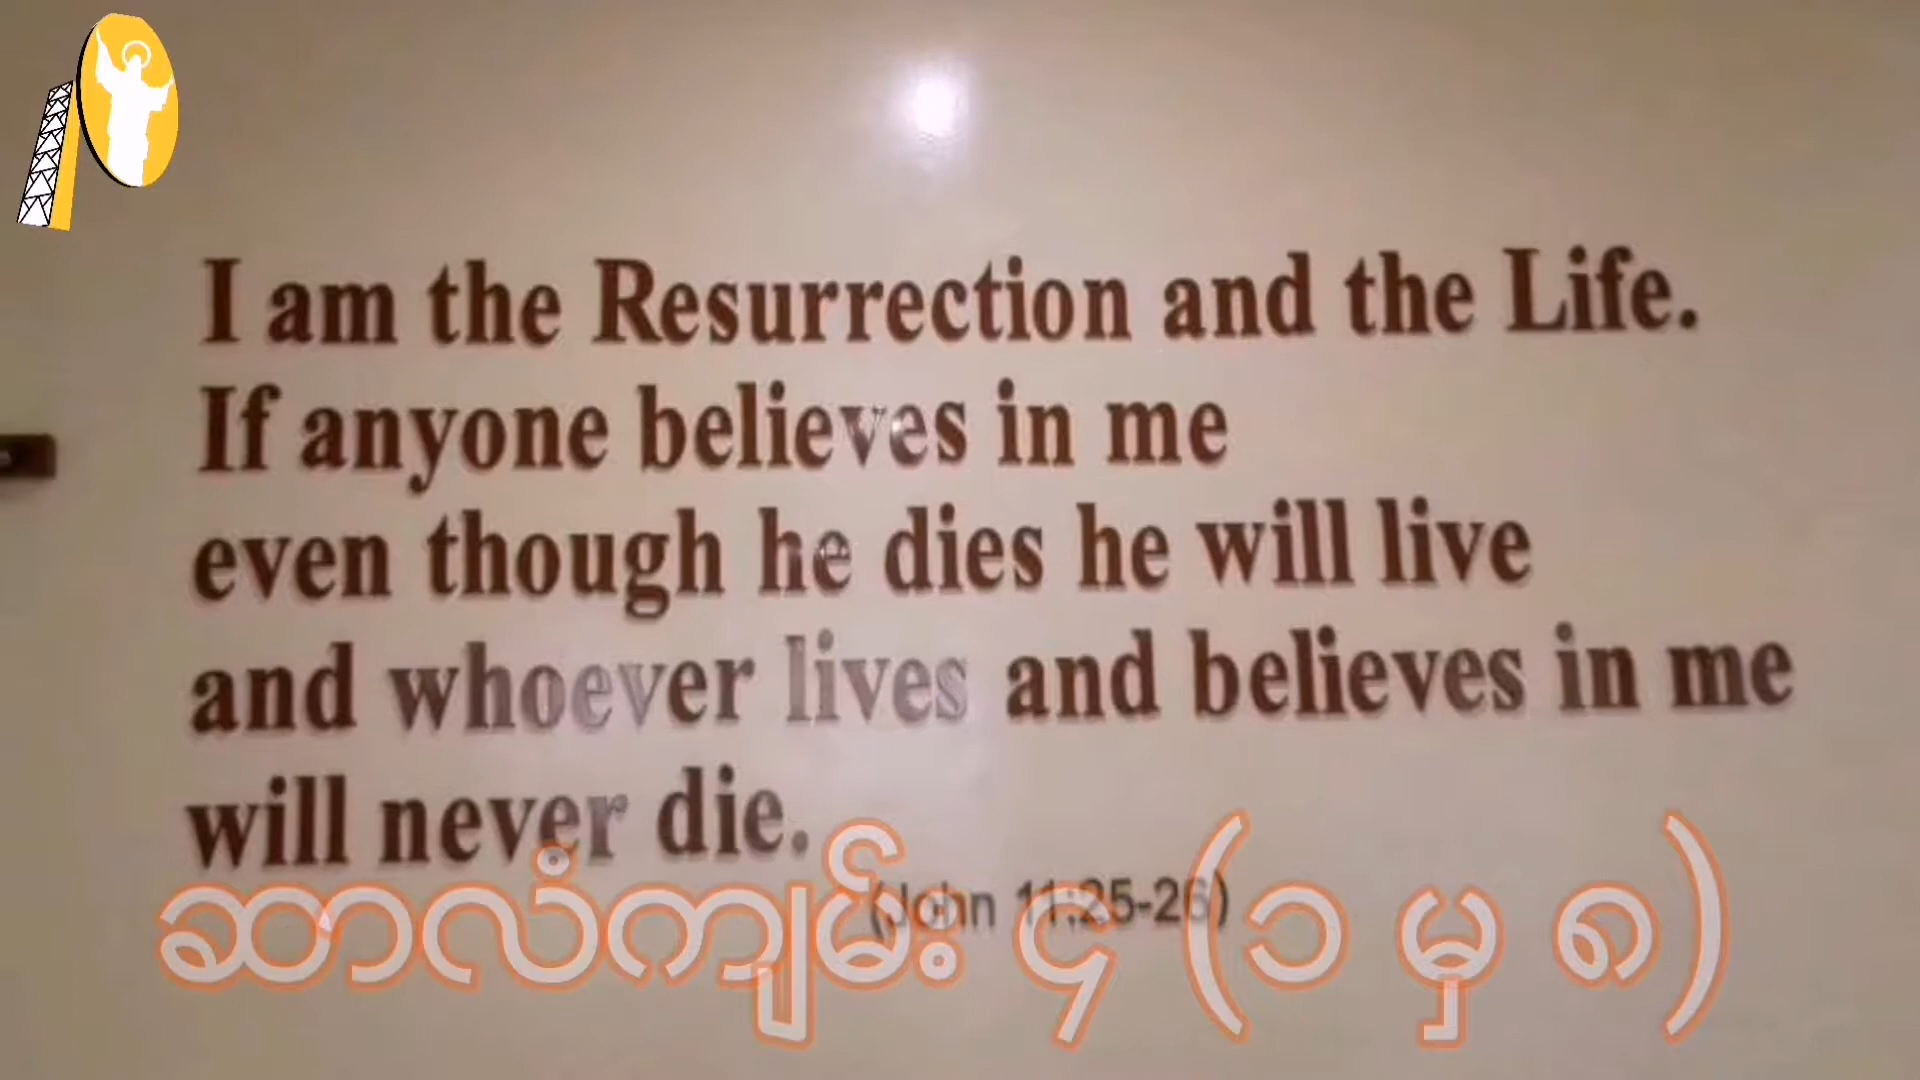 I am the Resurrection and the Life.
If anyone believes in me
even though he dies he will live
and whoever lives and believes in me
will never die.
(John 11:25-26)
ဆာလံကျမ်း ၄ (၁ မှ ၈)